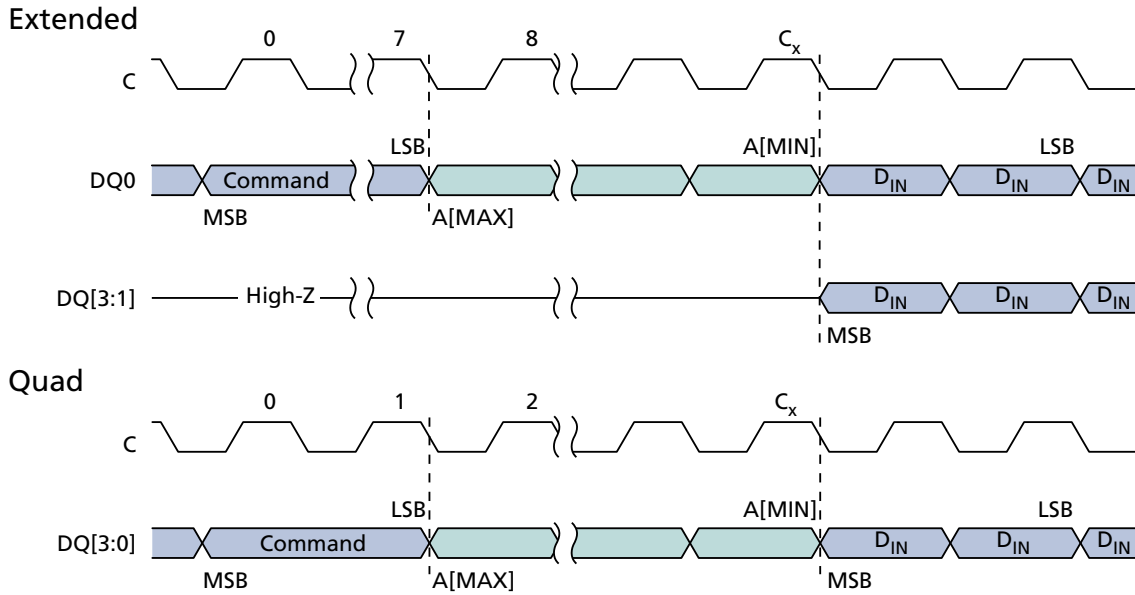 Extended
0 7 8 Cx
C
LSB A[MIN] LSB
DQ0 Command DIN DIN DIN
MSB A[MAX]
DQ[3:1] High-Z DIN DIN DIN
MSB
Quad
0 1 2 Cx
C
LSB A[MIN] LSB
DQ[3:0] Command DIN DIN DIN
MSB A[MAX] MSB